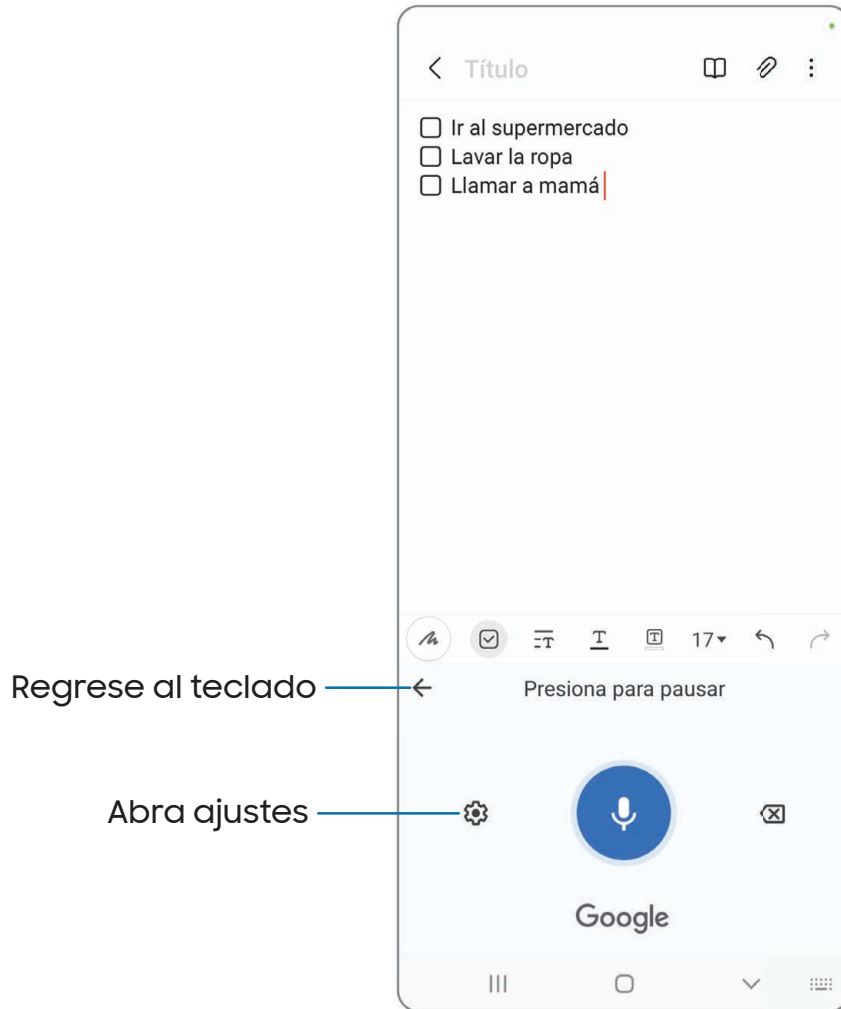 Título
Ir al supermercado
Lavar la ropa
Llamar a mamá
17
Regrese al teclado
Presiona para pausar
Abra ajustes
Google